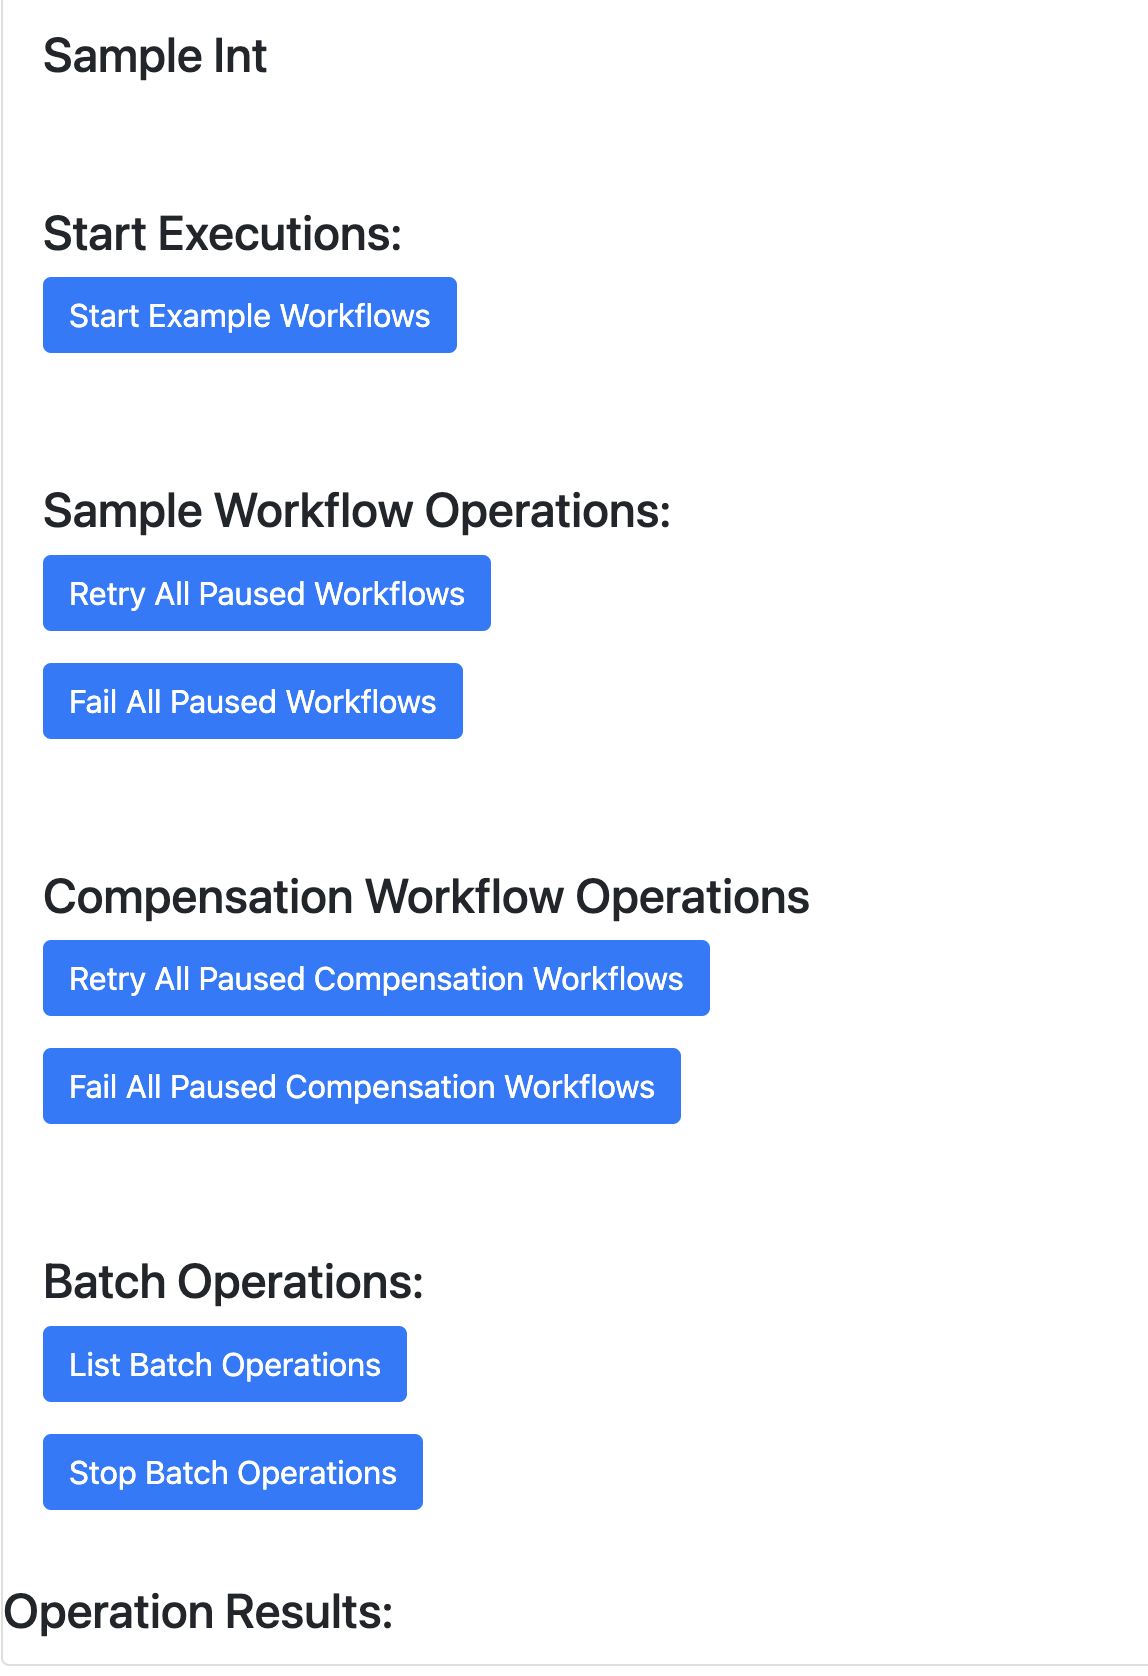 Sample Int
Start Executions:
Start Example Workflows
Sample Workflow Operations:
Retry All Paused Workflows
Fail All Paused Workflows
Compensation Workflow Operations
Retry All Paused Compensation Workflows
Fail All Paused Compensation Workflows
Batch Operations:
List Batch Operations
Stop Batch Operations
Operation Results: